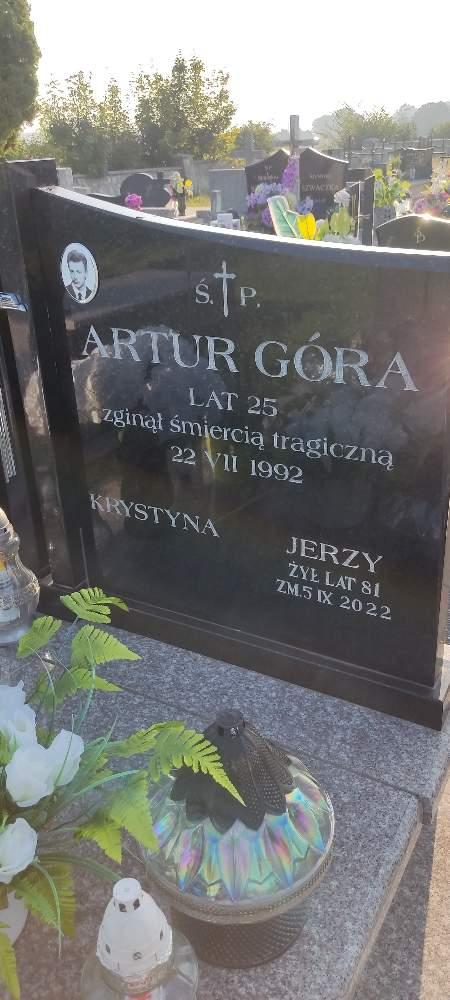 SZWACZKA
Ś. P.
ARTUR GÓRA
LAT 25
zginął śmiercią tragiczną
22 VII 1992
KRYSTYNA
JERZY
ŻYŁ LAT 81
ZM. 5 IX 2022